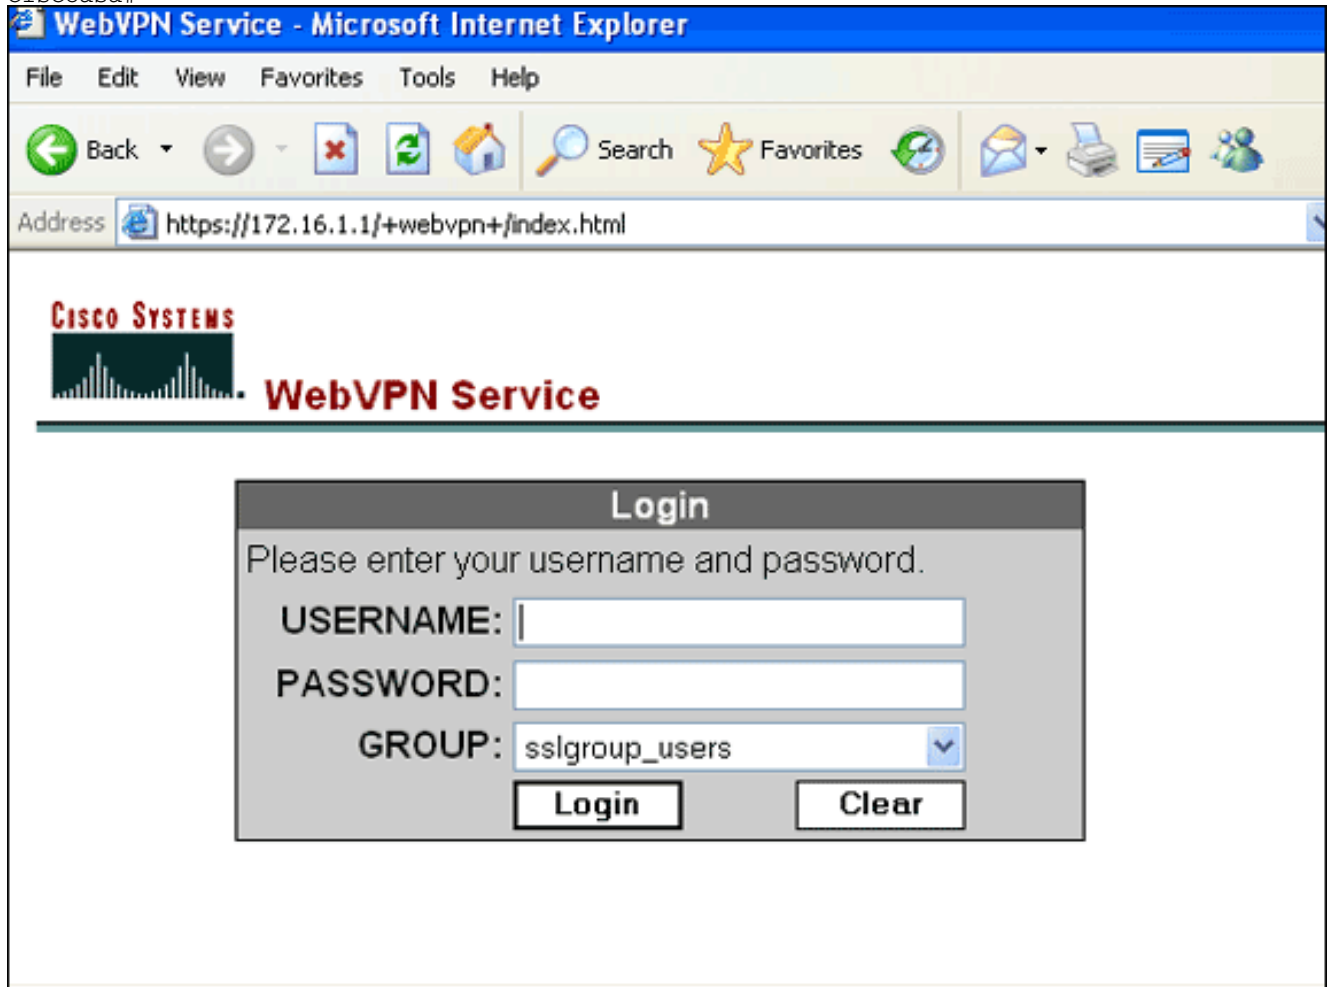 WebVPN Service - Microsoft Internet Explorer
File Edit View Favorites Tools Help
Back Search Favorites
Address https://172.16.1.1/+webvpn+/index.html
CISCO SYSTEMS
WebVPN Service
Login
Please enter your username and password.
USERNAME:
PASSWORD:
GROUP: sslgroup_users
Login Clear